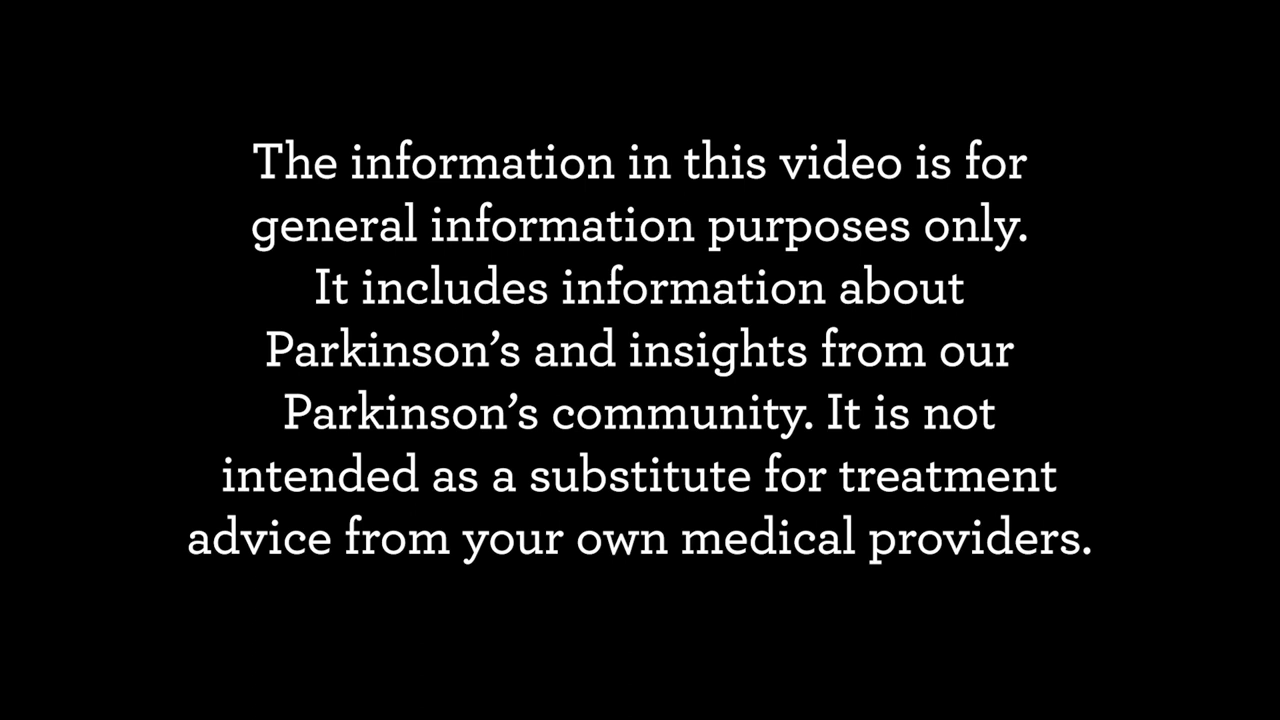 The information in this video is for
general information purposes only.
It includes information about
Parkinson’s and insights from our
Parkinson’s community. It is not
intended as a substitute for treatment
advice from your own medical providers.